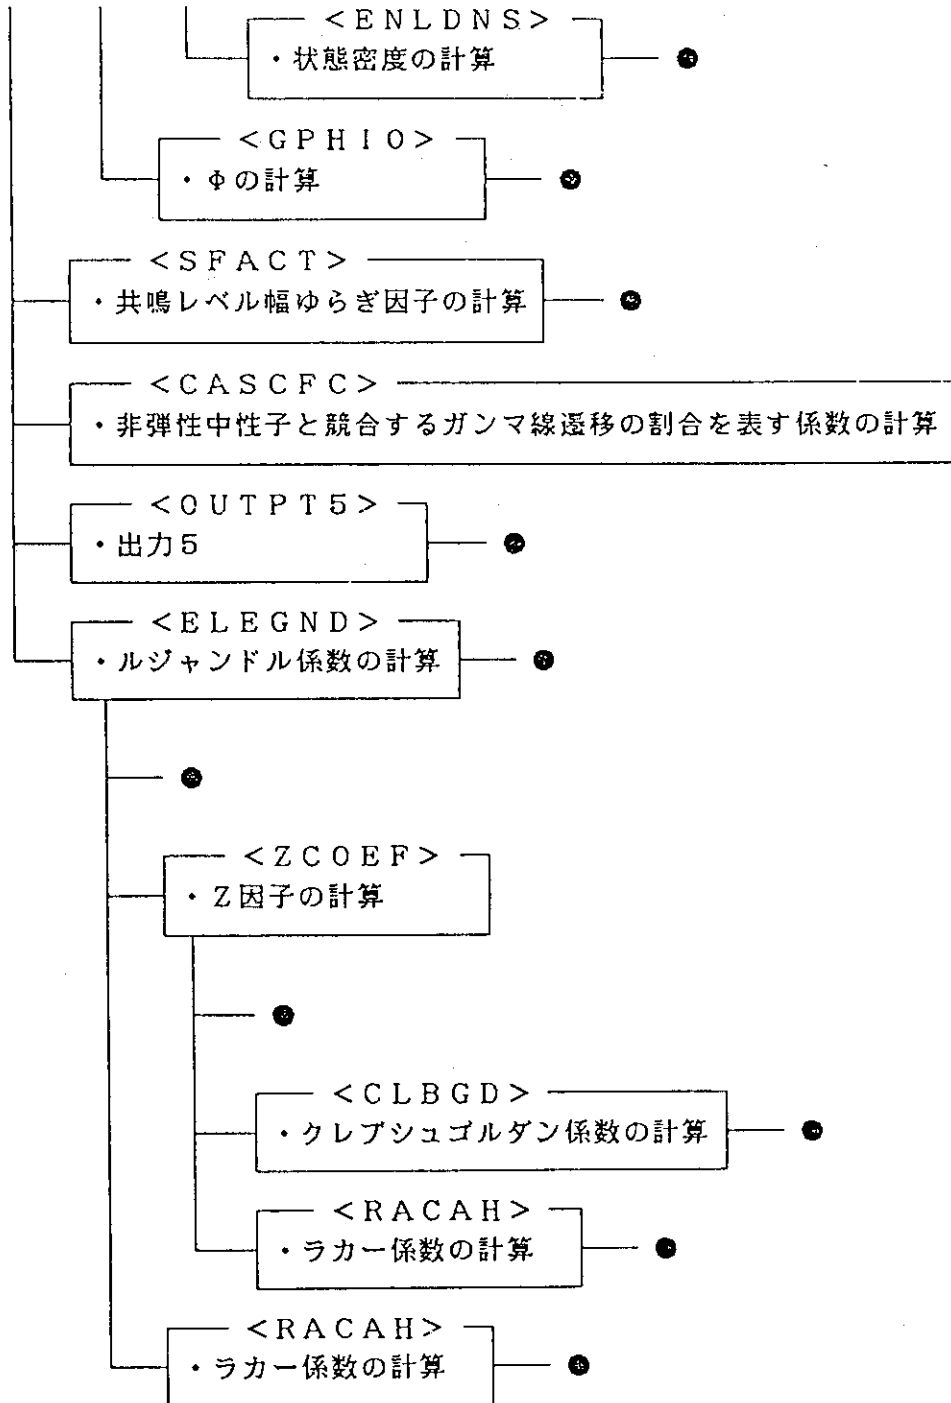 <ENLDNS>
・状態密度の計算
<GPHIO>
・Φの計算
<SFACT>
・共鳴レベル幅ゆらぎ因子の計算
<CASCFC>
・非弾性中性子と競合するガンマ線遷移の割合を表す係数の計算
<OUTPT5>
・出力5
<ELEGND>
・ルジャンドル係数の計算
<ZCOEF>
・Z因子の計算
<CLBGD>
・クレブシュゴルダン係数の計算
<RACAH>
・ラカー係数の計算
<RACAH>
・ラカー係数の計算